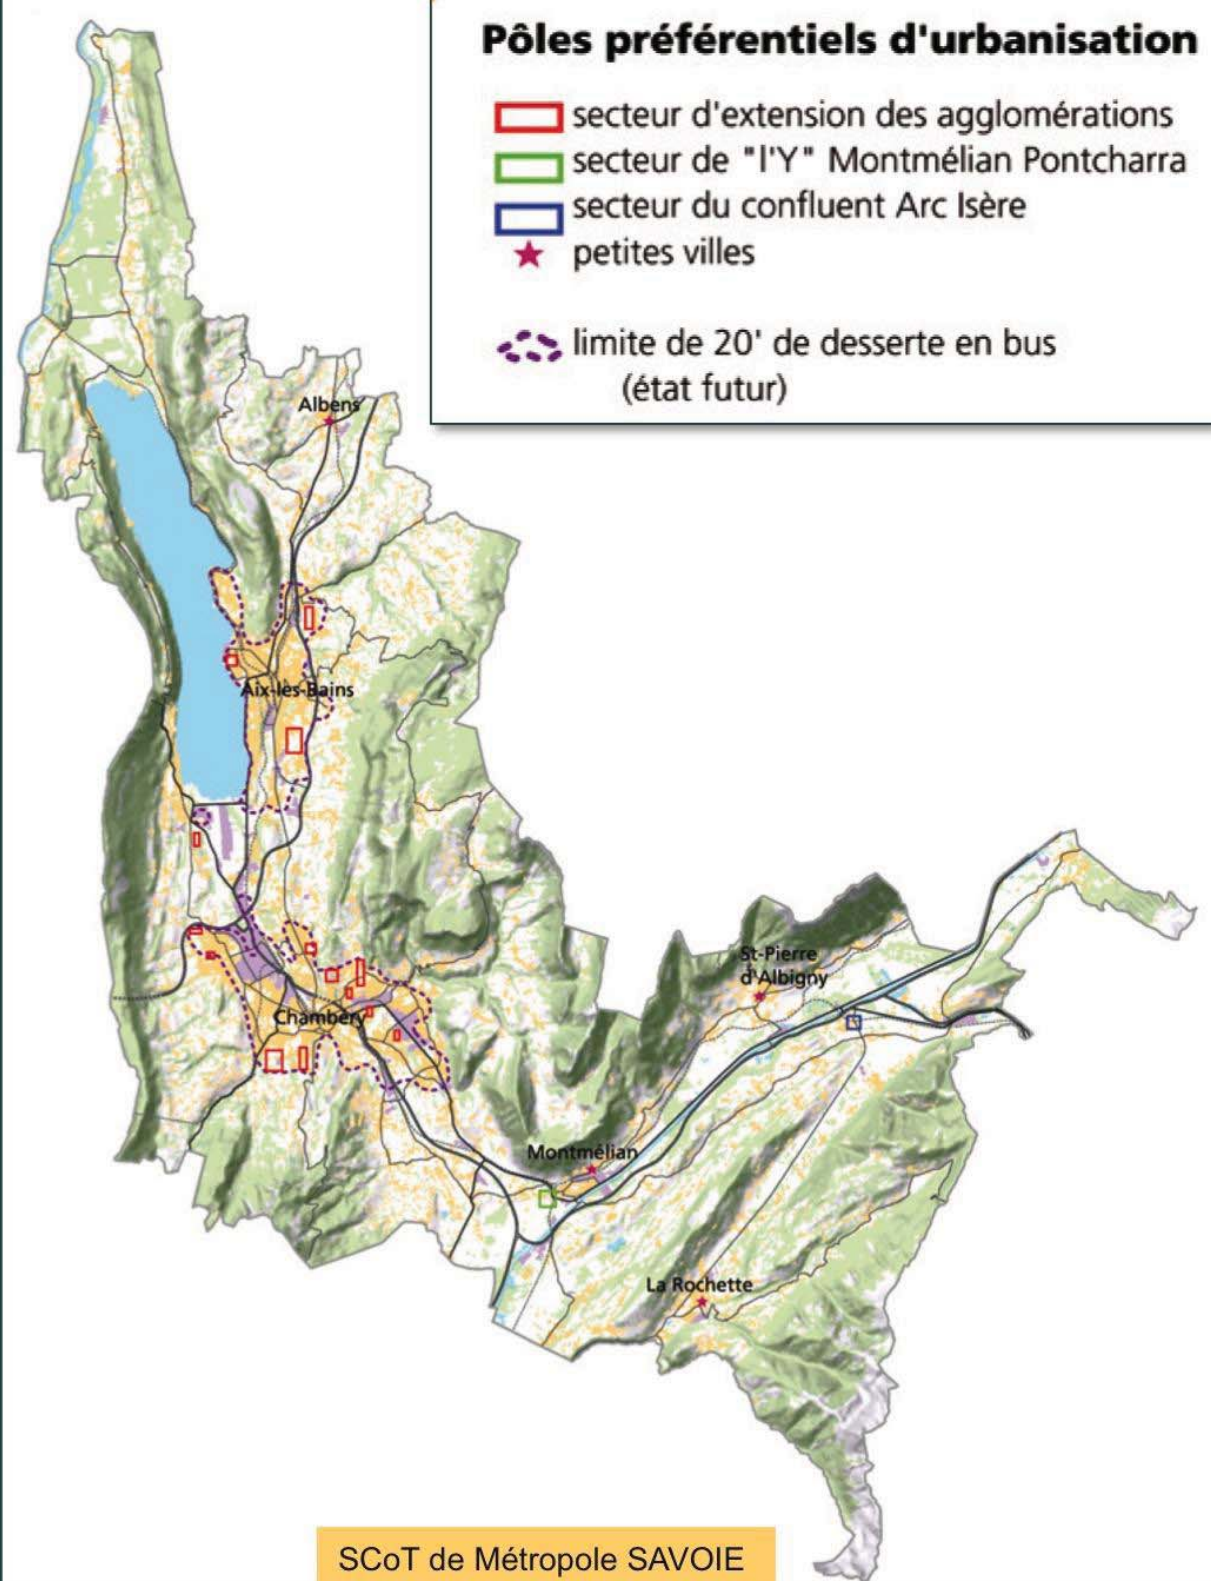 Pôles préférentiels d'urbanisation
secteur d'extension des agglomérations
secteur de "l'Y" Montmélian Pontcharra
secteur du confluent Arc Isère
petites villes
limite de 20' de desserte en bus
(état futur)
Albens
Aix-les-Bains
St-Pierre
d'Albigny
Chambéry
Montmélian
La Rochette
SCoT de Métropole SAVOIE